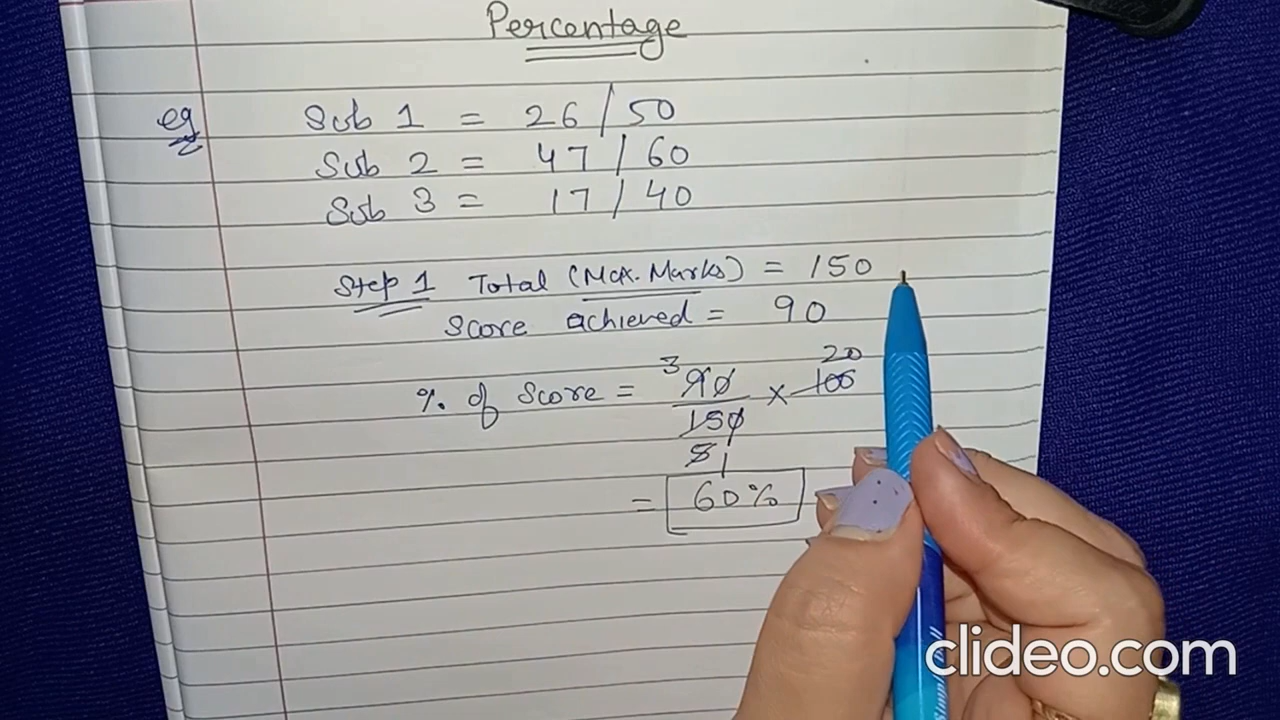 Percentage
eg Sub 1 = 26 / 50
Sub 2 = 47 / 60
Sub 3 = 17 / 40
Step 1 Total (Max. Marks) = 150
Score achieved = 90
3 20
% of Score = 90 × 100
150
5 1
= 60%
clideo.com